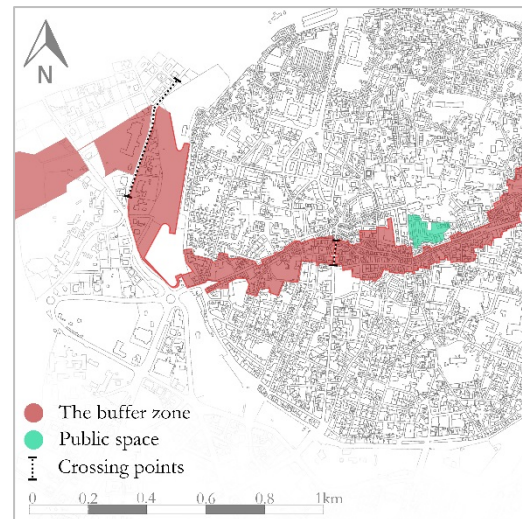 N
The buffer zone
Public space
Crossing points
0 0.2 0.4 0.6 0.8 1km